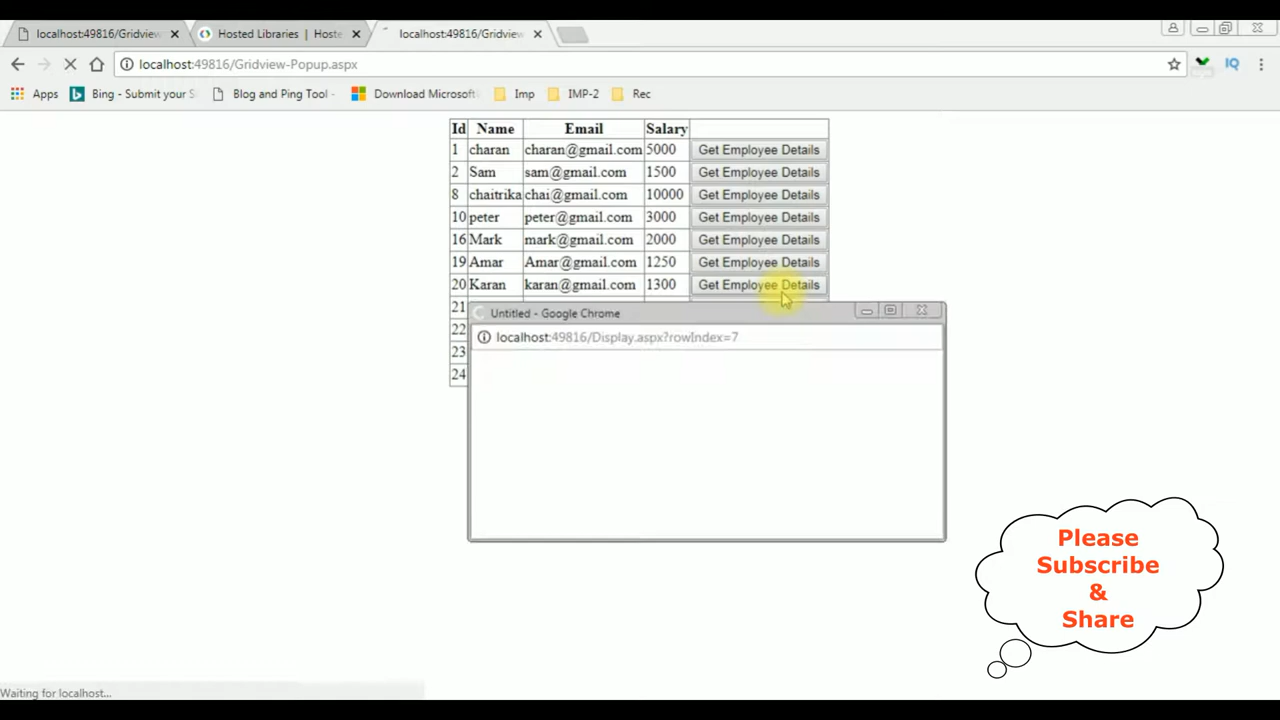 localhost:49816/Gridview
Hosted Libraries | Hoste
localhost:49816/Gridview
localhost:49816/Gridview-Popup.aspx
IQ
Apps
Bing - Submit your S
Blog and Ping Tool -
Download Microsoft
Imp
IMP-2
Rec
Id Name Email Salary
1 charan charan@gmail.com 5000 Get Employee Details
2 Sam sam@gmail.com 1500 Get Employee Details
8 chaitrika chai@gmail.com 10000 Get Employee Details
10 peter peter@gmail.com 3000 Get Employee Details
16 Mark mark@gmail.com 2000 Get Employee Details
19 Amar Amar@gmail.com 1250 Get Employee Details
20 Karan karan@gmail.com 1300 Get Employee Details
21
22
23
24
Untitled - Google Chrome
localhost:49816/Display.aspx?rowIndex=7
Please
Subscribe
&
Share
Waiting for localhost...